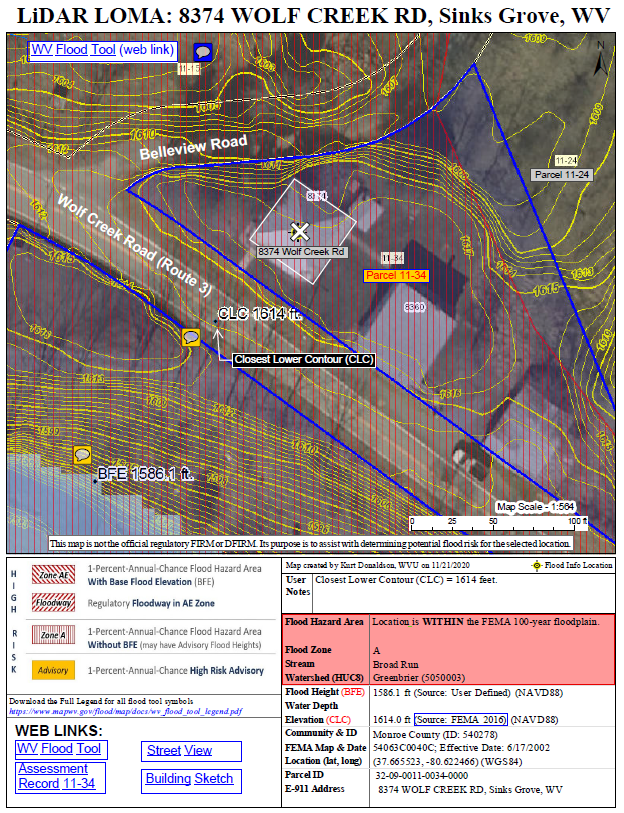 LiDAR LOMA: 8374 WOLF CREEK RD, Sinks Grove, WV
WV Flood Tool (web link)
N
Belleview Road
11-24
Parcel 11-24
Wolf Creek Road (Route 3)
8374 Wolf Creek Rd
11-34
Parcel 11-34
8360
CLC 1614 ft.
Closest Lower Contour (CLC)
BFE 1586.1 ft.
1610
1615
1616
1613
Map Scale - 1:564
0 25 50 100 ft
This map is not the official regulatory FIRM or DFIRM. Its purpose is to assist with determining potential flood risk for the selected location.
HIGH RISK
Zone AE
1-Percent-Annual-Chance Flood Hazard Area
With Base Flood Elevation (BFE)
Floodway
Regulatory Floodway in AE Zone
Zone A
1-Percent-Annual-Chance Flood Hazard Area
Without BFE (may have Advisory Flood Heights)
Advisory
1-Percent-Annual-Chance High Risk Advisory
Download the Full Legend for all flood tool symbols
https://www.mapwv.gov/flood/map/docs/wv_flood_tool_legend.pdf
WEB LINKS:
WV Flood Tool
Street View
Assessment
Record 11-34
Building Sketch
Map created by Kurt Donaldson, WVU on 11/21/2020
Flood Info Location
User Notes Closest Lower Contour (CLC) = 1614 feet.
Flood Hazard Area Location is WITHIN the FEMA 100-year floodplain.
Flood Zone A
Stream Broad Run
Watershed (HUC8) Greenbrier (5050003)
Flood Height (BFE) 1586.1 ft (Source: User Defined) (NAVD88)
Water Depth
Elevation (CLC) 1614.0 ft (Source: FEMA 2016) (NAVD88)
Community & ID Monroe County (ID: 540278)
FEMA Map & Date 54063C0040C; Effective Date: 6/17/2002
Location (lat, long) (37.665523, -80.622466) (WGS84)
Parcel ID 32-09-0011-0034-0000
E-911 Address 8374 WOLF CREEK RD, Sinks Grove, WV